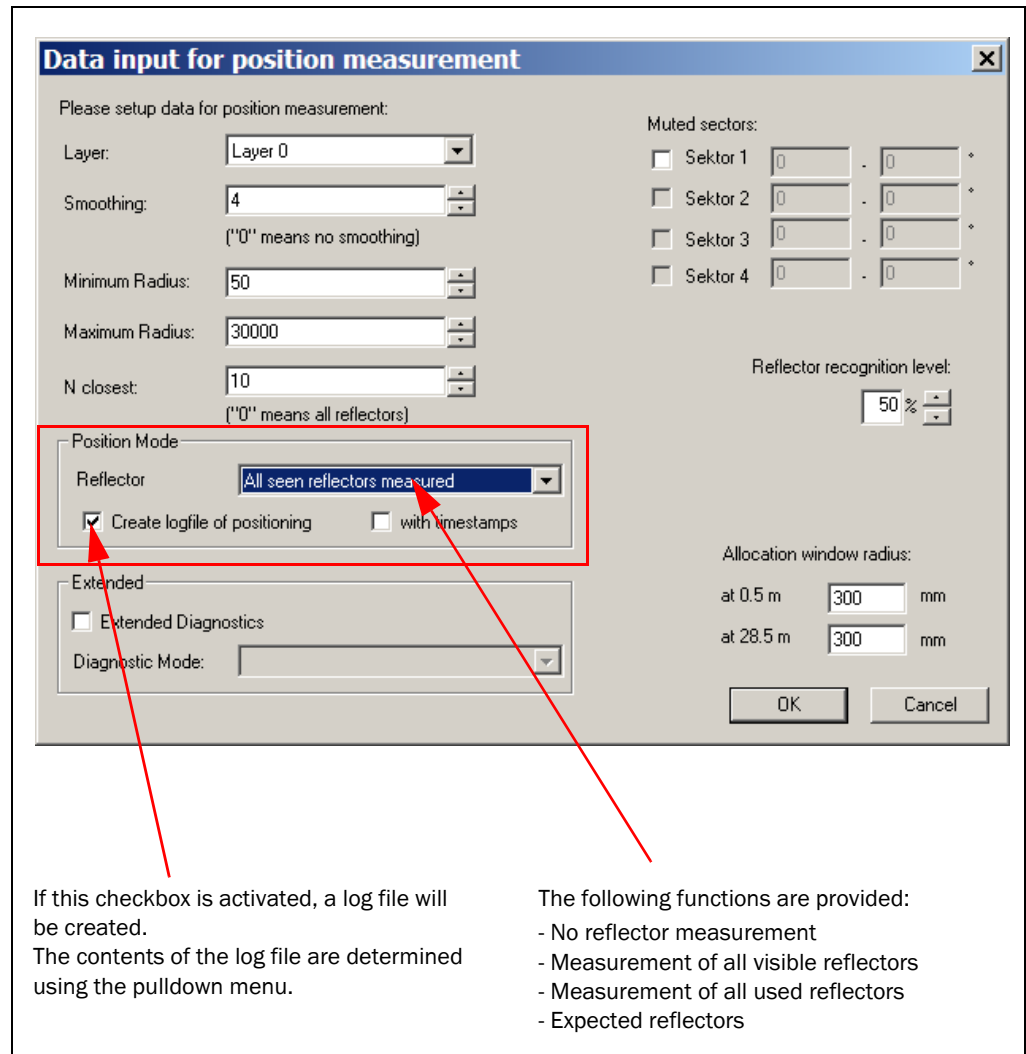 Data input for position measurement
Please setup data for position measurement:
Layer: Layer 0
Smoothing: 4
("0" means no smoothing)
Minimum Radius: 50
Maximum Radius: 30000
N closest: 10
("0" means all reflectors)
Muted sectors:
Sektor 1 0 - 0 °
Sektor 2 0 - 0 °
Sektor 3 0 - 0 °
Sektor 4 0 - 0 °
Reflector recognition level:
50 %
Position Mode
Reflector All seen reflectors measured
Create logfile of positioning with timestamps
Extended
Extended Diagnostics
Diagnostic Mode:
Allocation window radius:
at 0.5 m 300 mm
at 28.5 m 300 mm
OK Cancel
If this checkbox is activated, a log file will
be created.
The contents of the log file are determined
using the pulldown menu.
The following functions are provided:
- No reflector measurement
- Measurement of all visible reflectors
- Measurement of all used reflectors
- Expected reflectors